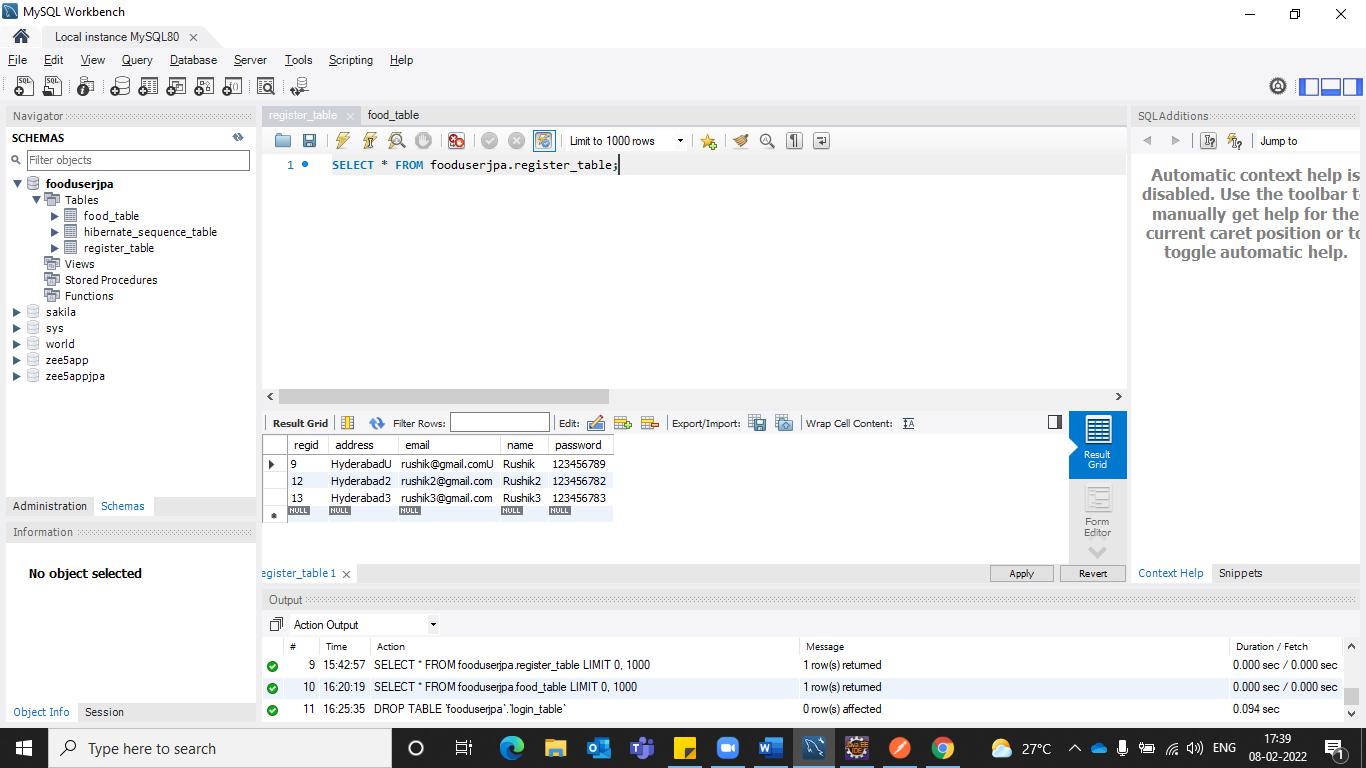 MySQL Workbench
Local instance MySQL80
File Edit View Query Database Server Tools Scripting Help
Navigator
SCHEMAS
Filter objects
fooduserjpa
Tables
food_table
hibernate_sequence_table
register_table
Views
Stored Procedures
Functions
sakila
sys
world
zee5app
zee5appjpa
Administration Schemas
Information
No object selected
Object Info Session
register_table food_table
Limit to 1000 rows
1 SELECT * FROM fooduserjpa.register_table;
Result Grid Filter Rows: Edit: Export/Import: Wrap Cell Content:
regid address email name password
9 HyderabadU rushik@gmail.comU Rushik 123456789
12 Hyderabad2 rushik2@gmail.com Rushik2 123456782
13 Hyderabad3 rushik3@gmail.com Rushik3 123456783
NULL NULL NULL NULL NULL
Result
Grid
Form
Editor
egister_table 1
Apply Revert
Output
Action Output
# Time Action Message Duration / Fetch
9 15:42:57 SELECT * FROM fooduserjpa.register_table LIMIT 0, 1000 1 row(s) returned 0.000 sec / 0.000 sec
10 16:20:19 SELECT * FROM fooduserjpa.food_table LIMIT 0, 1000 1 row(s) returned 0.000 sec / 0.000 sec
11 16:25:35 DROP TABLE `fooduserjpa`.`login_table` 0 row(s) affected 0.094 sec
SQLAdditions
Jump to
Automatic context help is
disabled. Use the toolbar t
manually get help for the
current caret position or to
toggle automatic help.
Context Help Snippets
Type here to search
27°C
ENG
17:39
08-02-2022
1